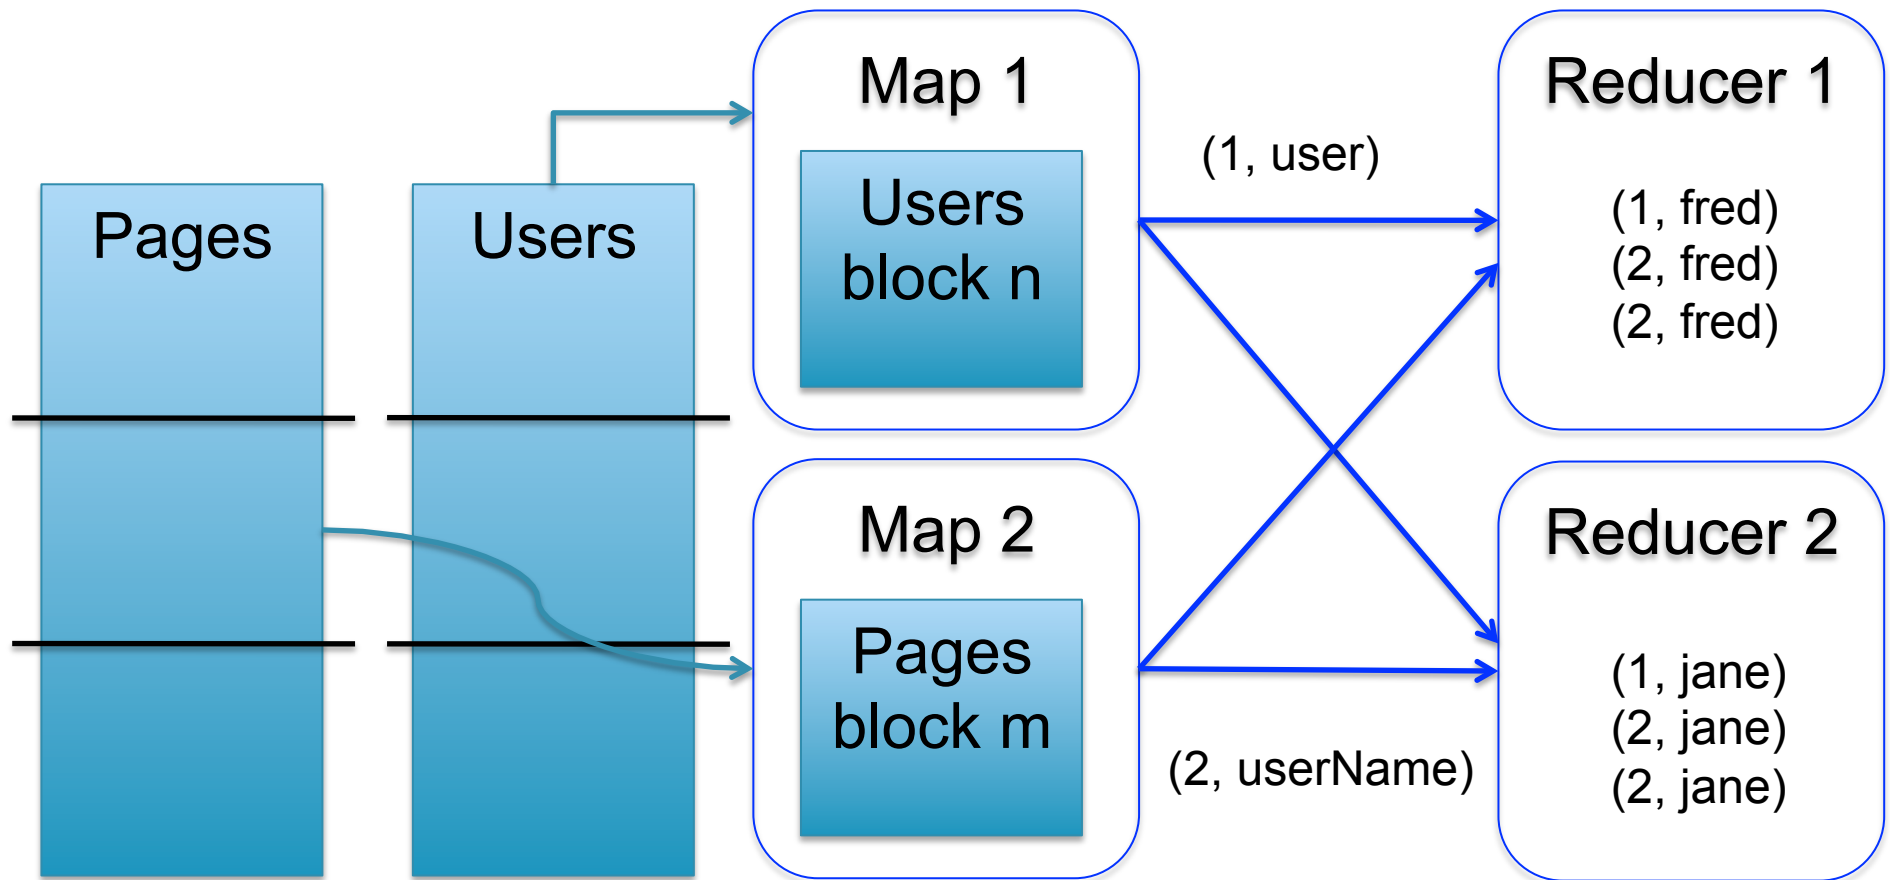 Pages
Users
Map 1
Users
block n
Map 2
Pages
block m
(1, user)
(2, userName)
Reducer 1
(1, fred)
(2, fred)
(2, fred)
Reducer 2
(1, jane)
(2, jane)
(2, jane)